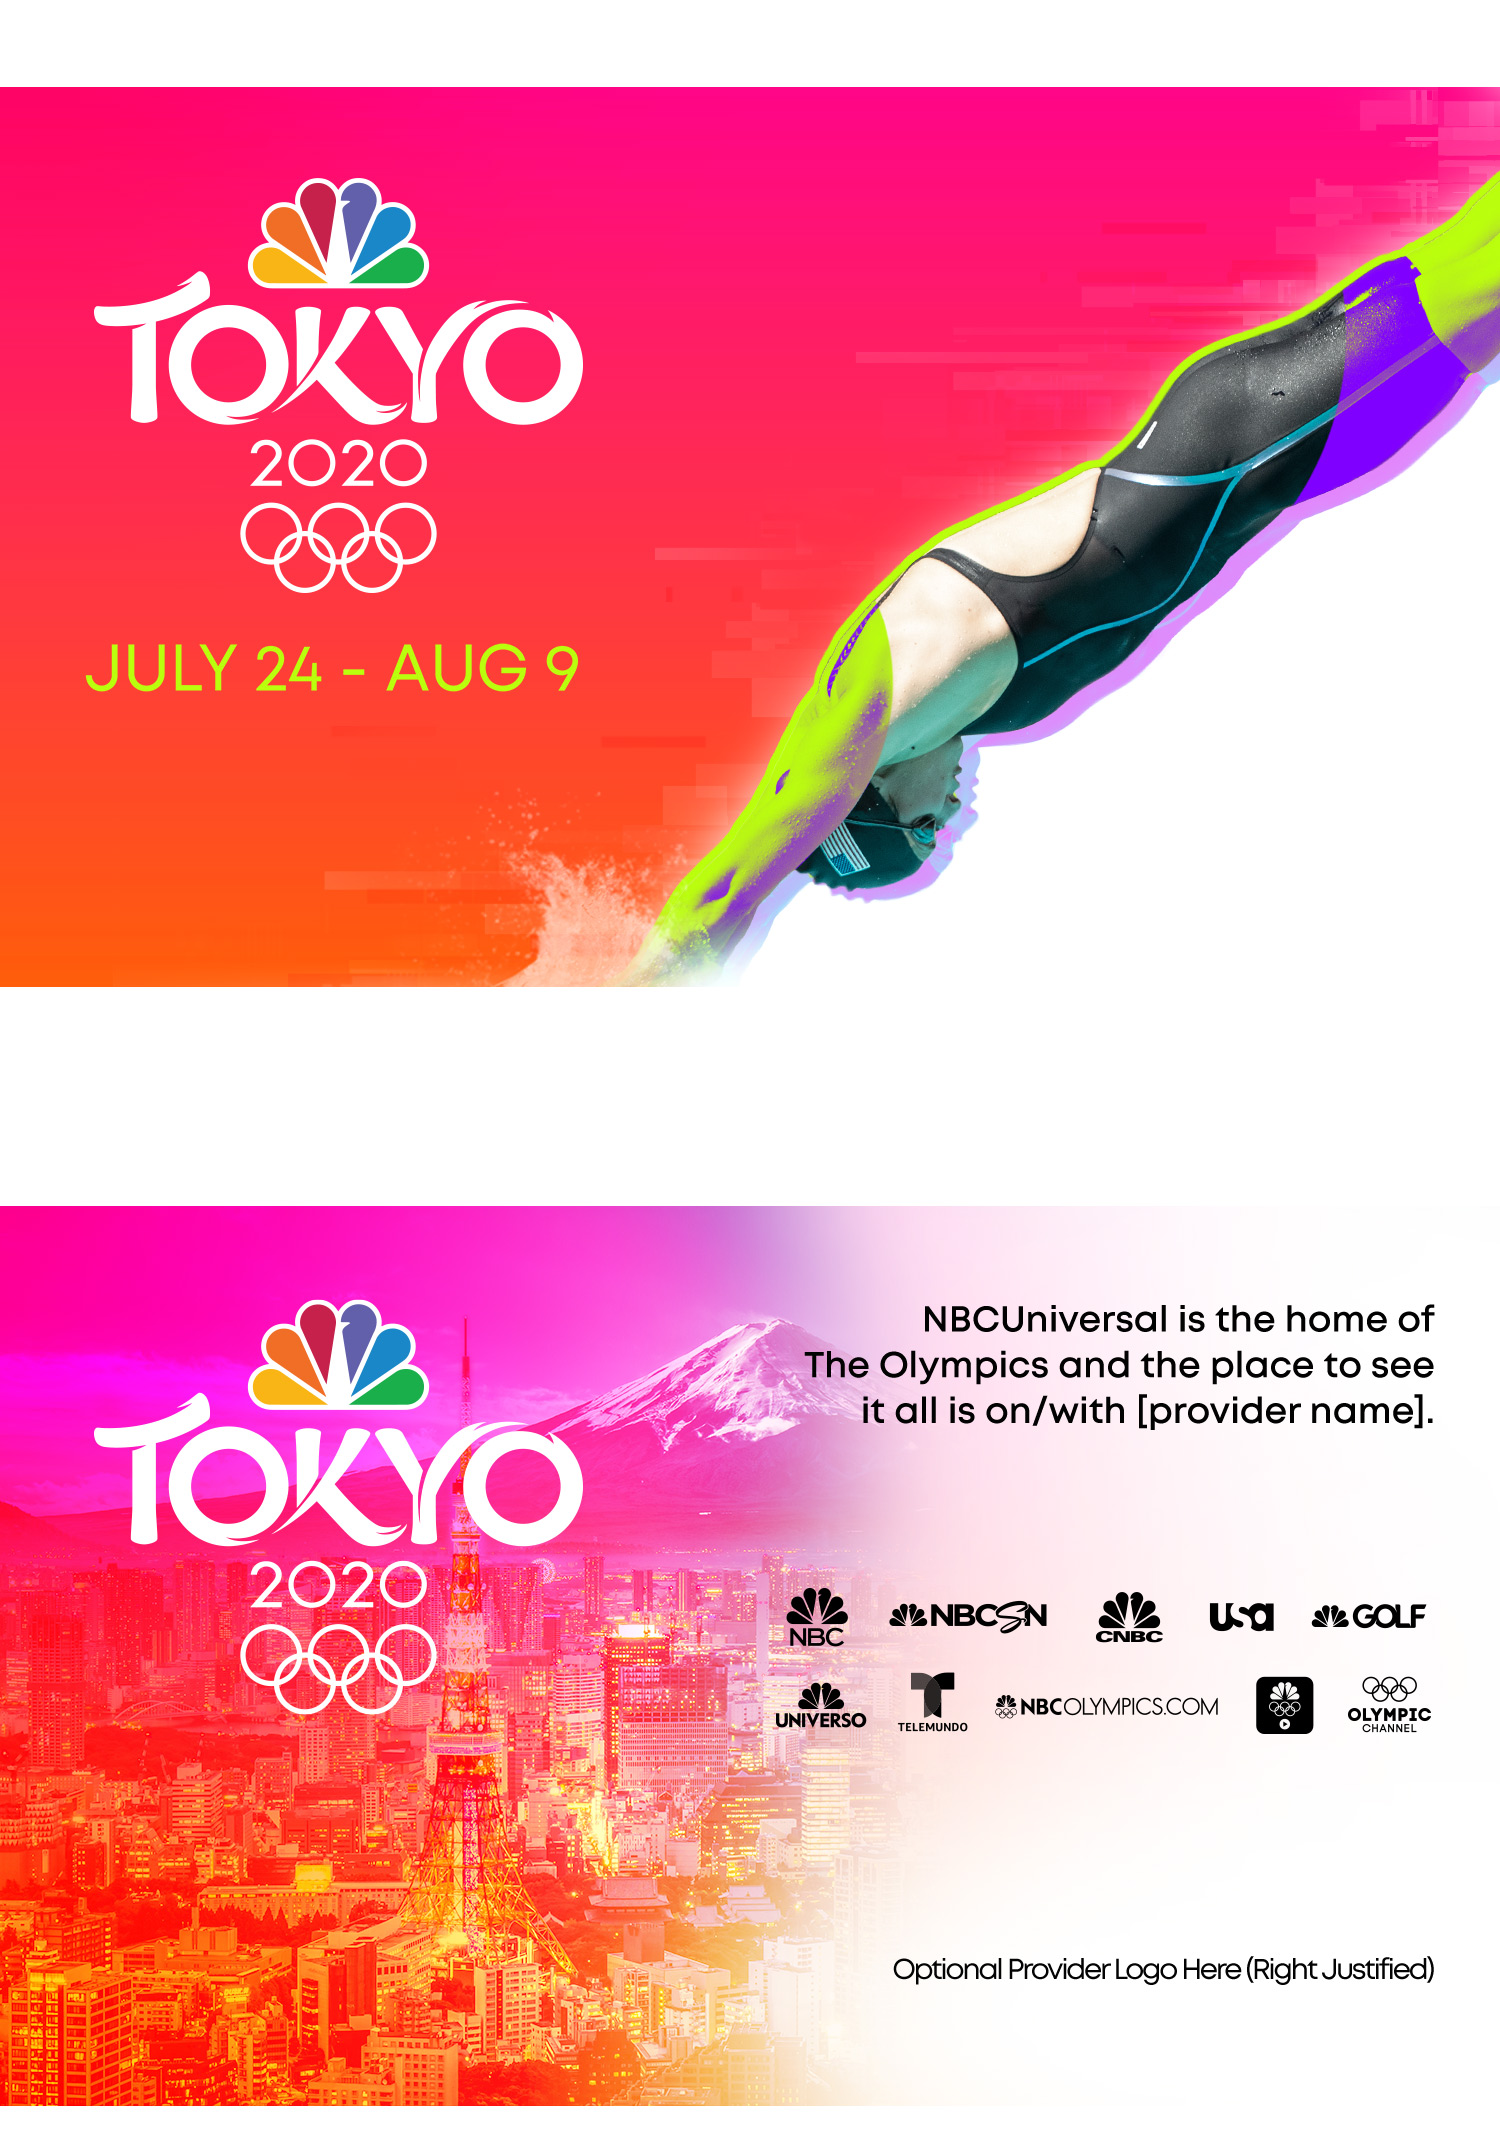 TOKYO
2020
JULY 24 - AUG 9
TOKYO
2020
NBCUniversal is the home of
The Olympics and the place to see
it all is on/with [provider name].
NBC NBCSN CNBC USA GOLF
UNIVERSO TELEMUNDO NBCOLYMPICS.COM OLYMPIC
CHANNEL
Optional Provider Logo Here (Right Justified)